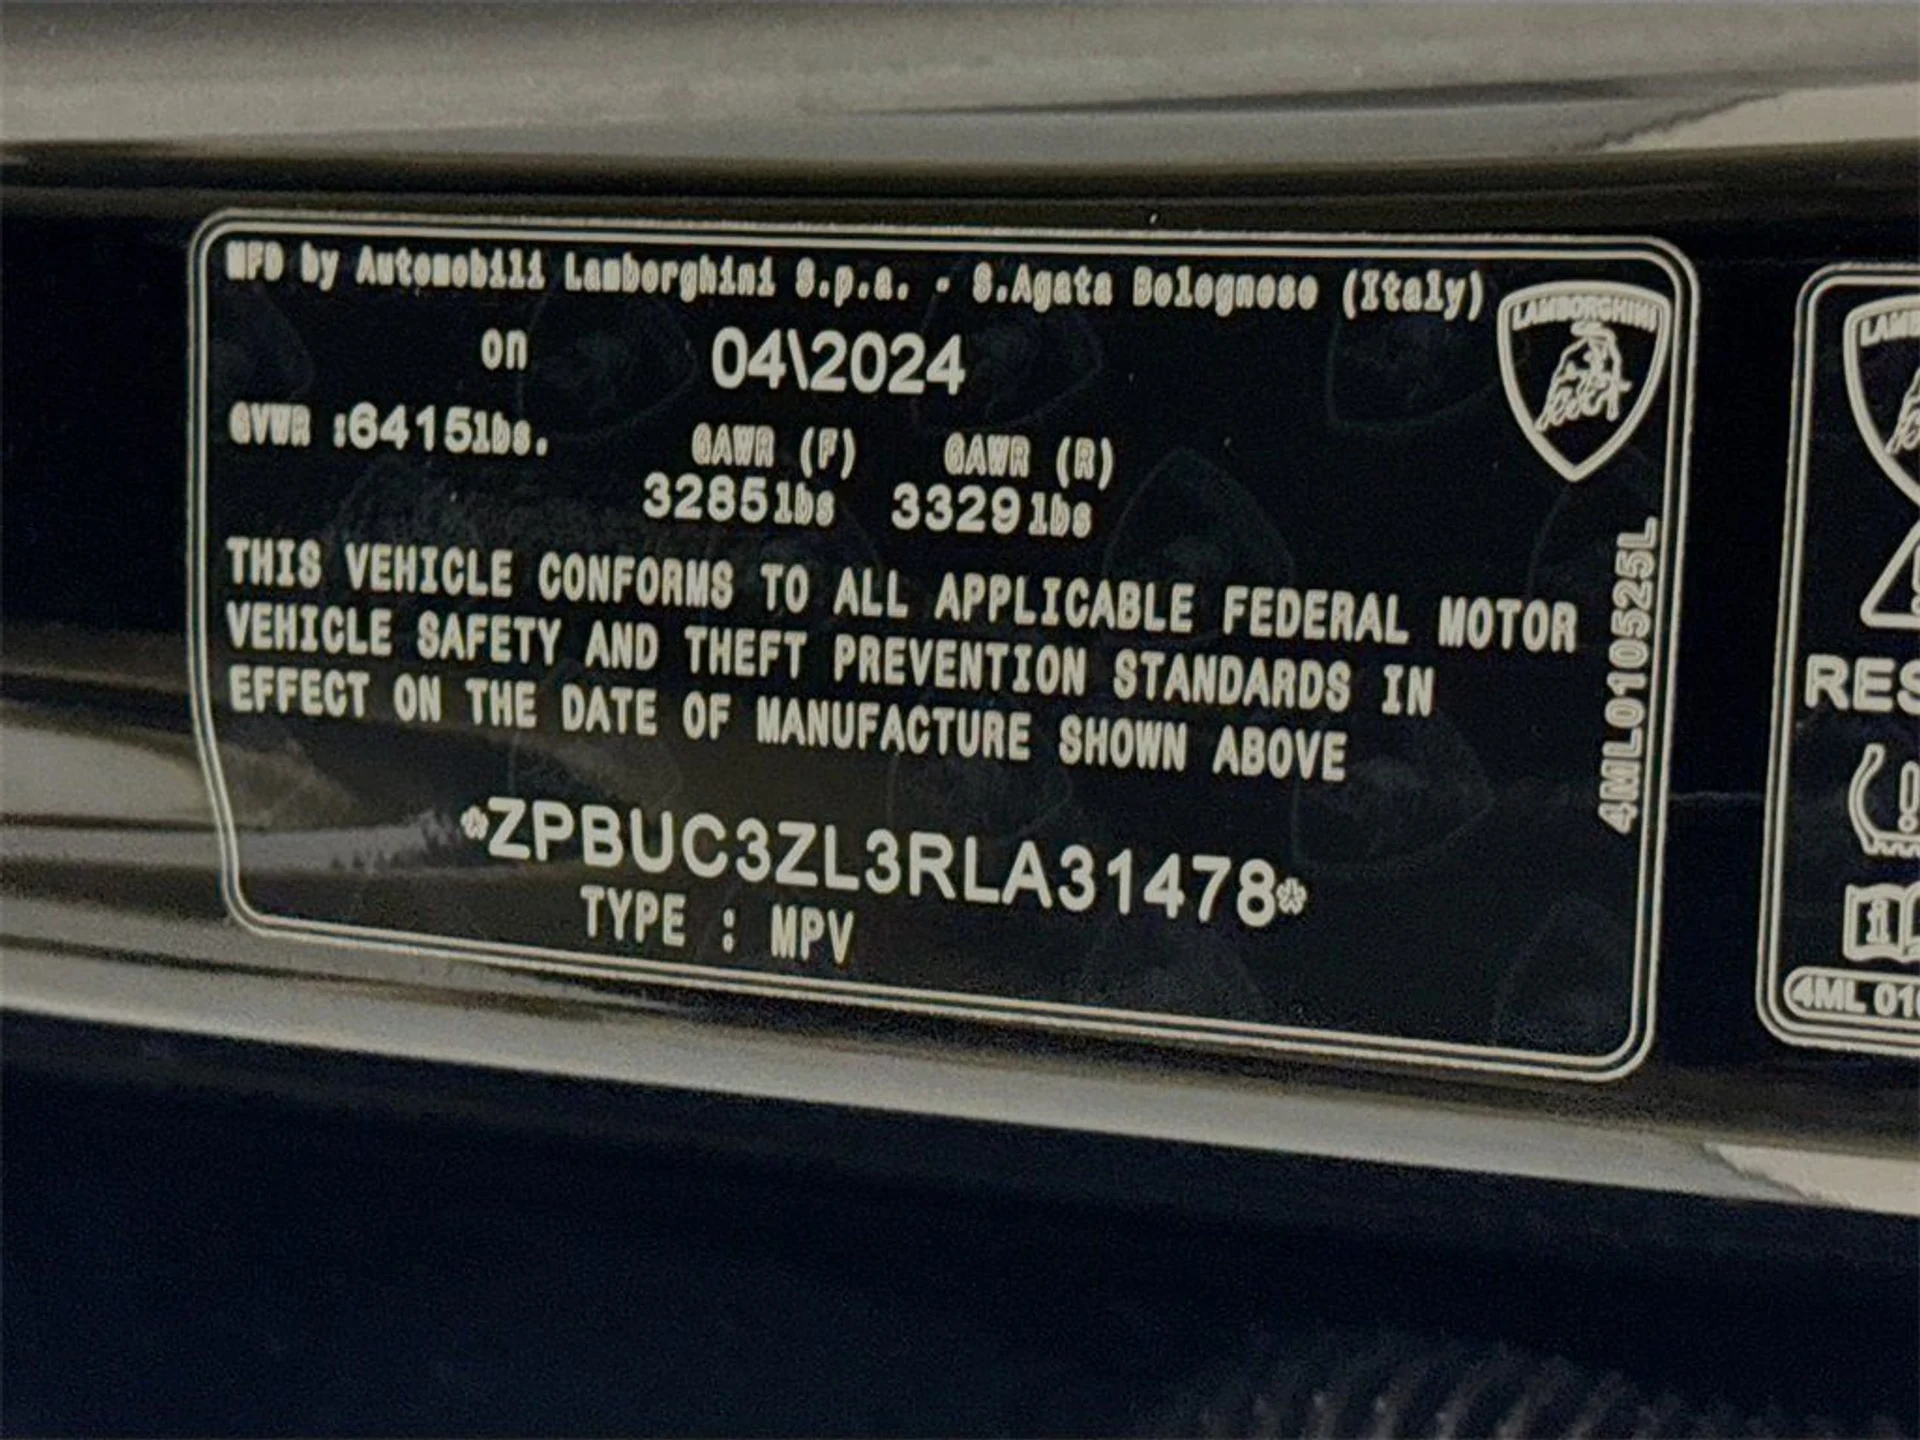 MFD by Automobili Lamborghini S.p.a. - S.Agata Bolognese (Italy)
on 04\2024
GVWR :6415lbs. GAWR (F) GAWR (R)
3285lbs 3329lbs
THIS VEHICLE CONFORMS TO ALL APPLICABLE FEDERAL MOTOR
VEHICLE SAFETY AND THEFT PREVENTION STANDARDS IN
EFFECT ON THE DATE OF MANUFACTURE SHOWN ABOVE
*ZPBUC3ZL3RLA31478*
TYPE : MPV
LAMBORGHINI
4ML010525L
LAMB
RES
i
4ML 010